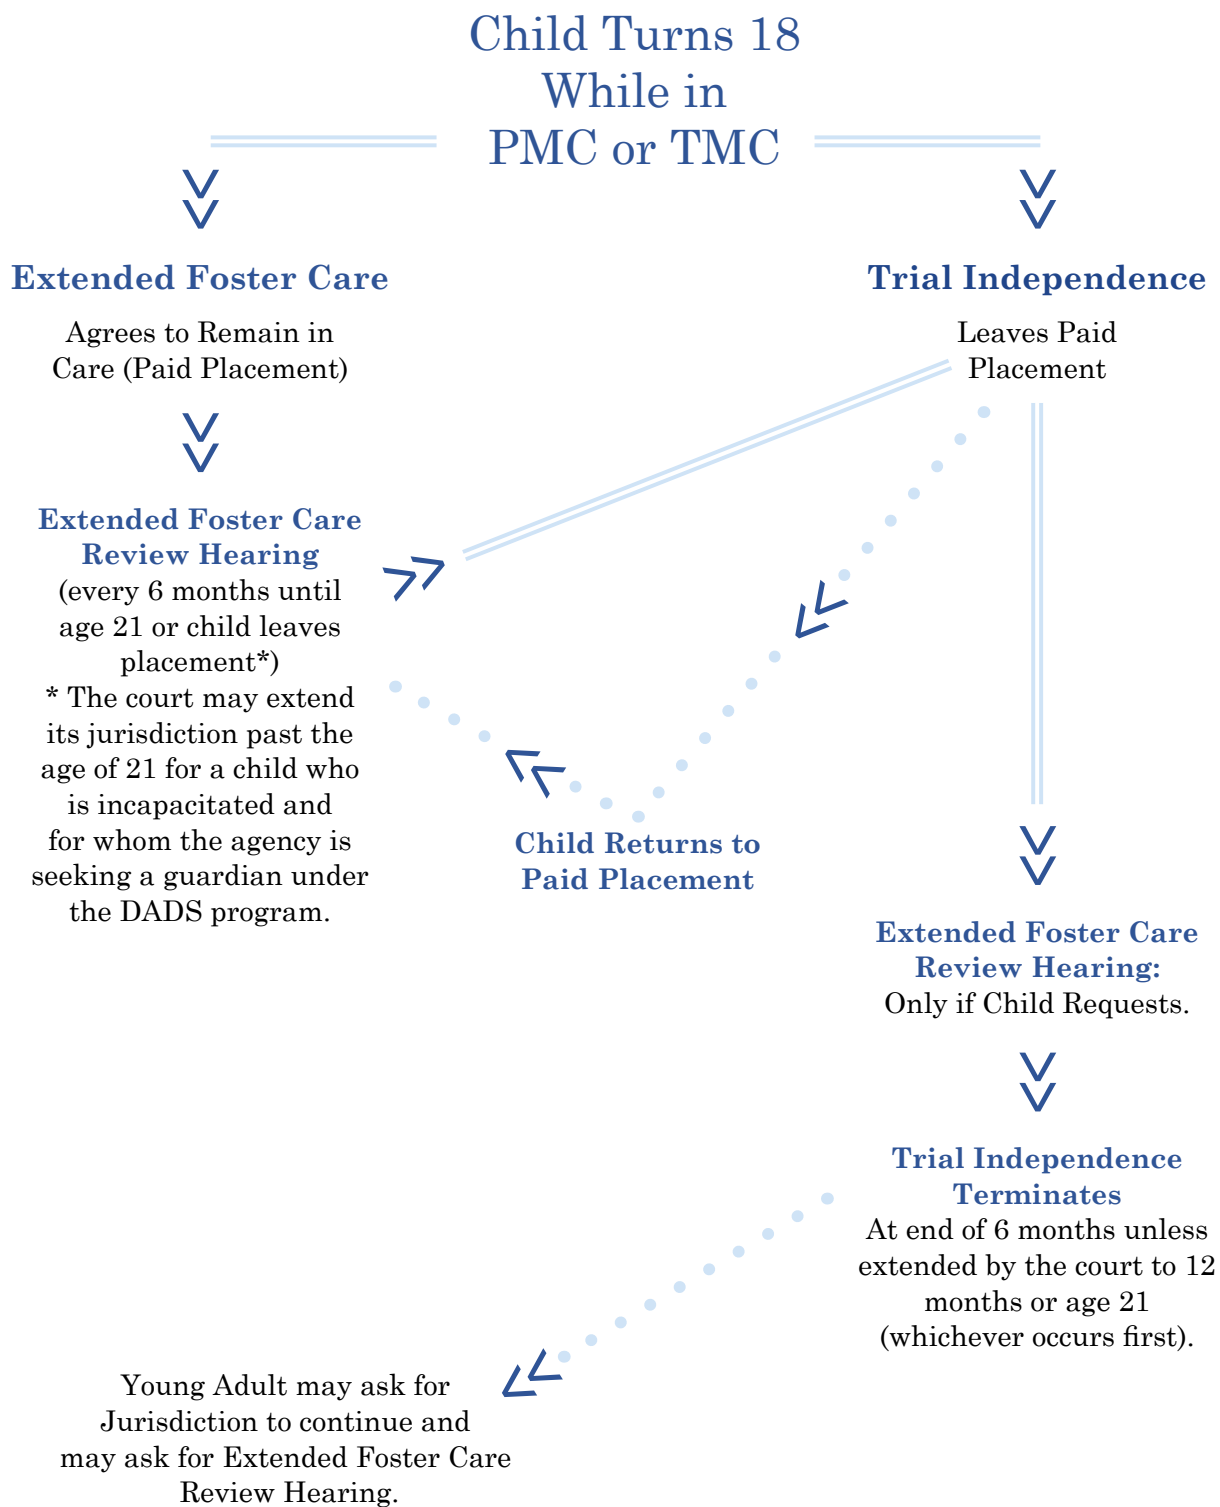 Child Turns 18
While in
PMC or TMC
Extended Foster Care
Agrees to Remain in
Care (Paid Placement)
Extended Foster Care
Review Hearing
(every 6 months until
age 21 or child leaves
placement*)
* The court may extend
its jurisdiction past the
age of 21 for a child who
is incapacitated and
for whom the agency is
seeking a guardian under
the DADS program.
Trial Independence
Leaves Paid
Placement
Child Returns to
Paid Placement
Extended Foster Care
Review Hearing:
Only if Child Requests.
Trial Independence
Terminates
At end of 6 months unless
extended by the court to 12
months or age 21
(whichever occurs first).
Young Adult may ask for
Jurisdiction to continue and
may ask for Extended Foster Care
Review Hearing.